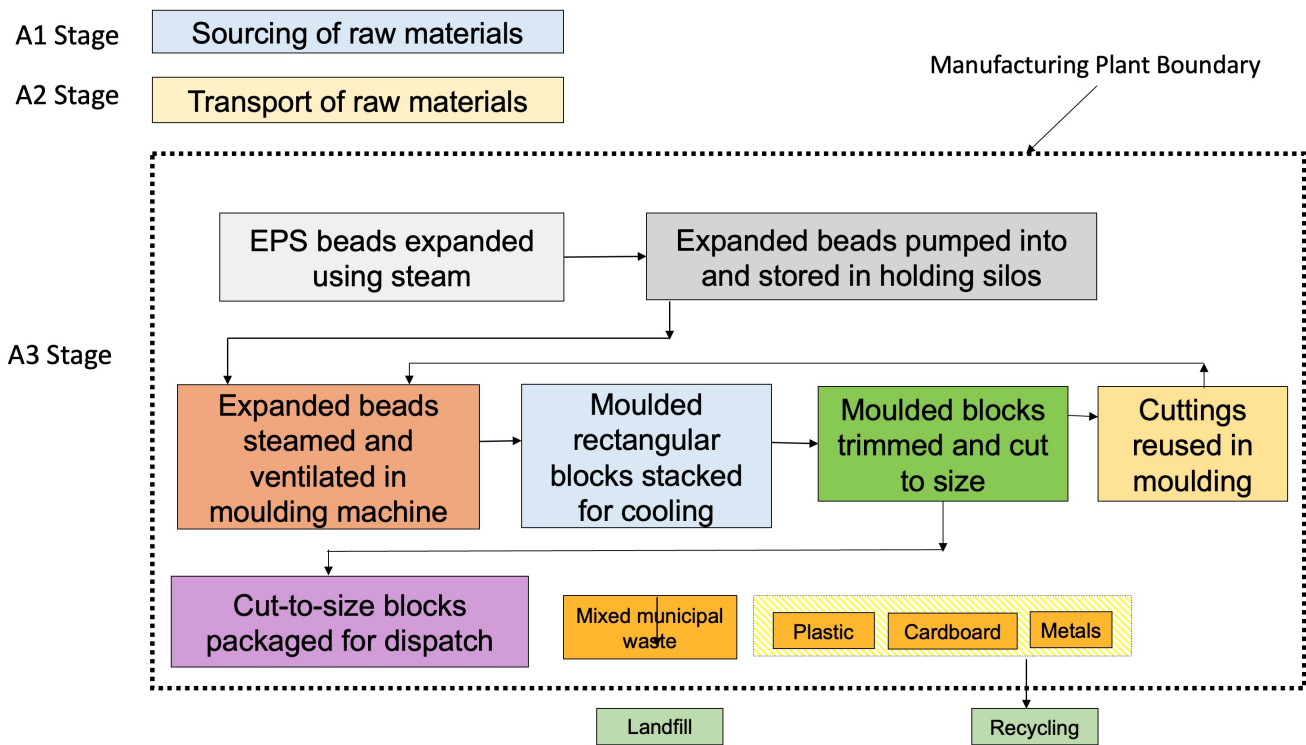 A1 Stage
Sourcing of raw materials
Manufacturing Plant Boundary
A2 Stage
Transport of raw materials
EPS beads expanded
using steam
Expanded beads pumped into
and stored in holding silos
A3 Stage
Expanded beads
steamed and
ventilated in
moulding machine
Moulded
rectangular
blocks stacked
for cooling
Moulded blocks
trimmed and cut
to size
Cuttings
reused in
moulding
Cut-to-size blocks
packaged for dispatch
Mixed municipal
waste
Plastic
Cardboard
Metals
Landfill
Recycling